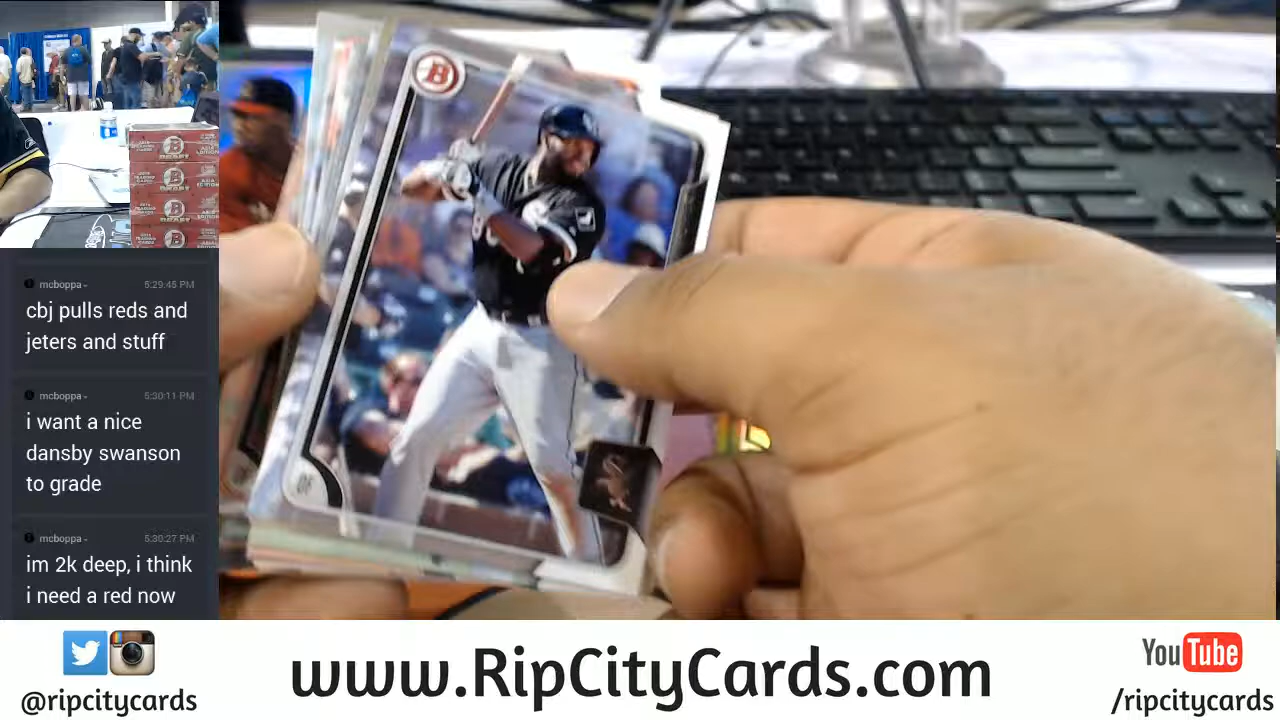 mcboppa- 5:29:45 PM
cbj pulls reds and
jeters and stuff
mcboppa- 5:30:11 PM
i want a nice
dansby swanson
to grade
mcboppa- 5:30:27 PM
im 2k deep, i think
i need a red now
B
OF
@ripcitycards
www.RipCityCards.com
YouTube
/ripcitycards